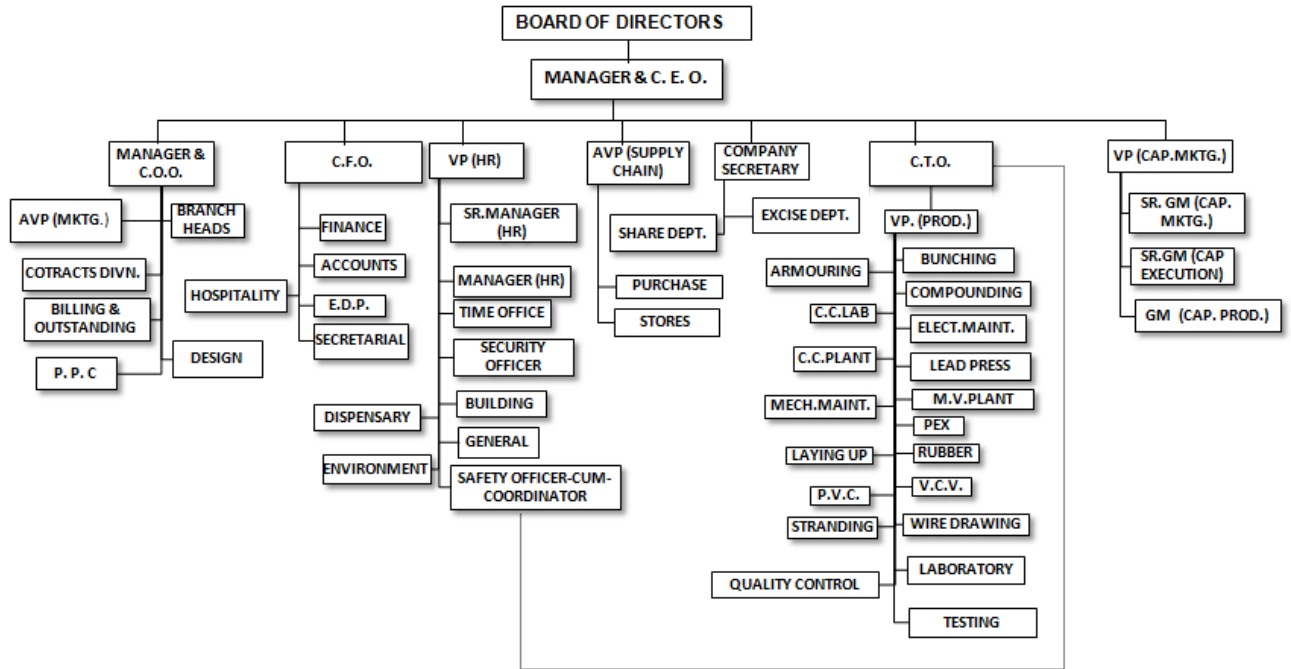 BOARD OF DIRECTORS
MANAGER & C. E. O.
MANAGER &
C.O.O.
C.F.O.
VP (HR)
AVP (SUPPLY
CHAIN)
COMPANY
SECRETARY
C.T.O.
VP (CAP.MKTG.)
AVP (MKTG.)
BRANCH
HEADS
COTRACTS DIVN.
BILLING &
OUTSTANDING
P. P. C
DESIGN
FINANCE
ACCOUNTS
HOSPITALITY
E.D.P.
SECRETARIAL
SR.MANAGER
(HR)
MANAGER (HR)
TIME OFFICE
SECURITY
OFFICER
BUILDING
DISPENSARY
GENERAL
ENVIRONMENT
SAFETY OFFICER-CUM-
COORDINATOR
SHARE DEPT.
EXCISE DEPT.
PURCHASE
STORES
VP. (PROD.)
BUNCHING
ARMOURING
COMPOUNDING
C.C.LAB
ELECT.MAINT.
C.C.PLANT
LEAD PRESS
MECH.MAINT.
M.V.PLANT
PEX
LAYING UP
RUBBER
P.V.C.
V.C.V.
STRANDING
WIRE DRAWING
QUALITY CONTROL
LABORATORY
TESTING
SR. GM (CAP.
MKTG.)
SR.GM (CAP
EXECUTION)
GM (CAP. PROD.)